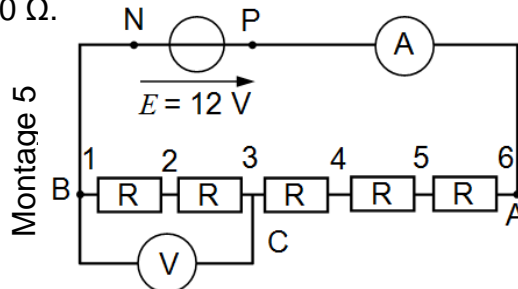 0 Ω.
N P A
E = 12 V
Montage 5
1 2 3 4 5 6
B R R R R R A
C
V